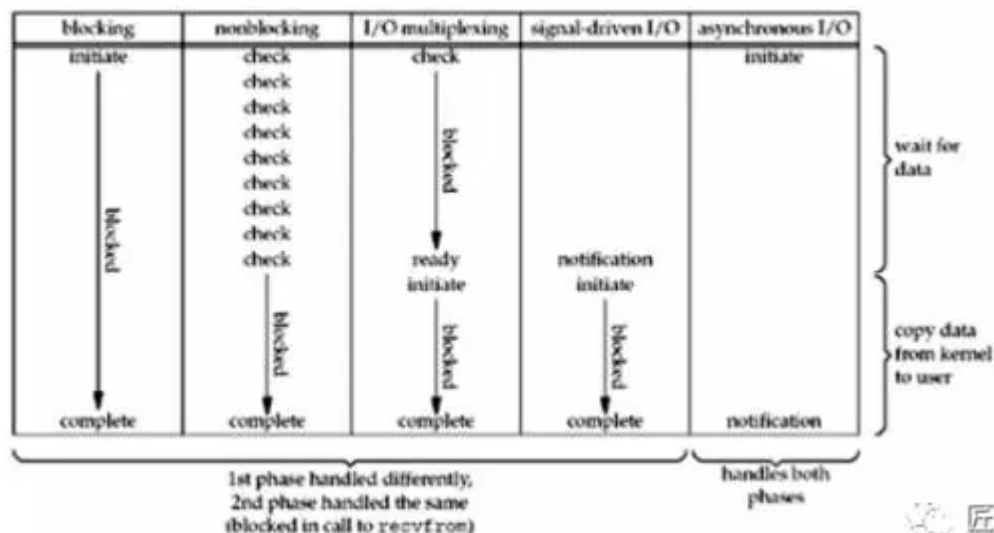 blocking nonblocking I/O multiplexing signal-driven I/O asynchronous I/O
initiate check check initiate
check
check
check
check
check
check
check
check ready notification
initiate initiate
blocked
blocked
blocked
blocked
blocked
complete complete complete complete notification
wait for
data
copy data
from kernel
to user
1st phase handled differently,
2nd phase handled the same
(blocked in call to recvfrom)
handles both
phases
匠